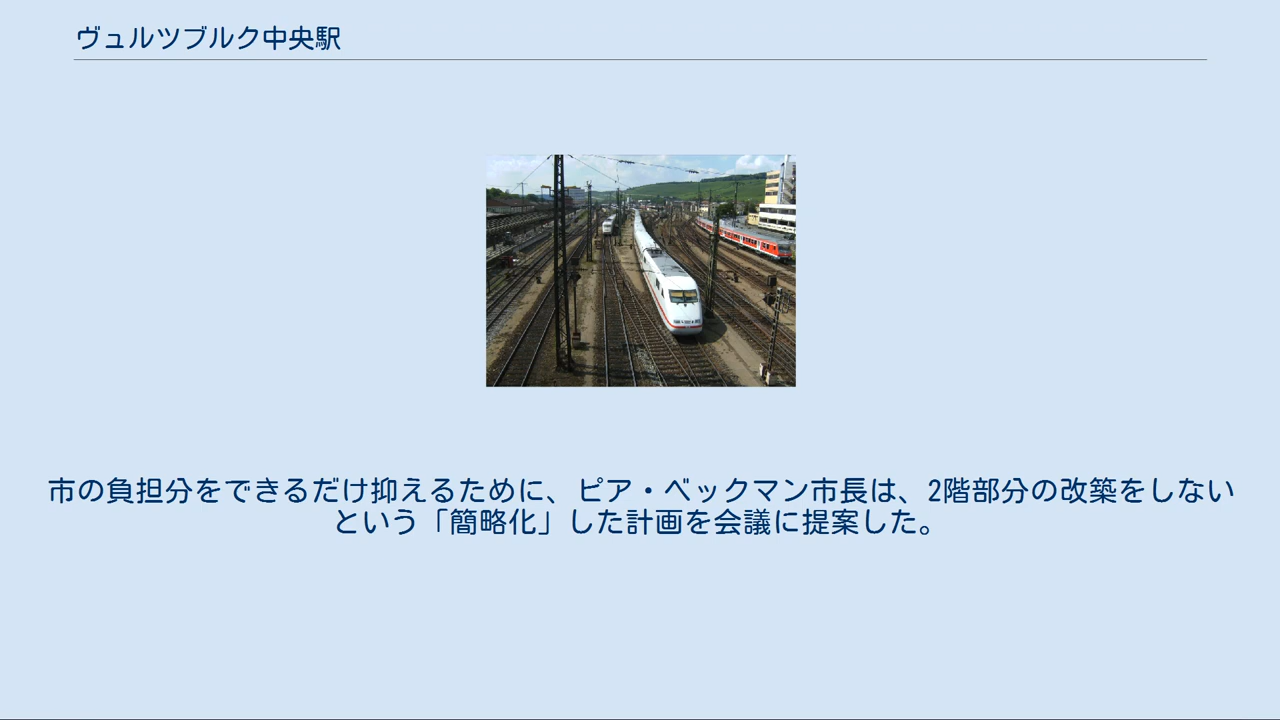 ヴュルツブルク中央駅
市の負担分をできるだけ抑えるために、ピア・ベックマン市長は、2階部分の改築をしない
という「簡略化」した計画を会議に提案した。